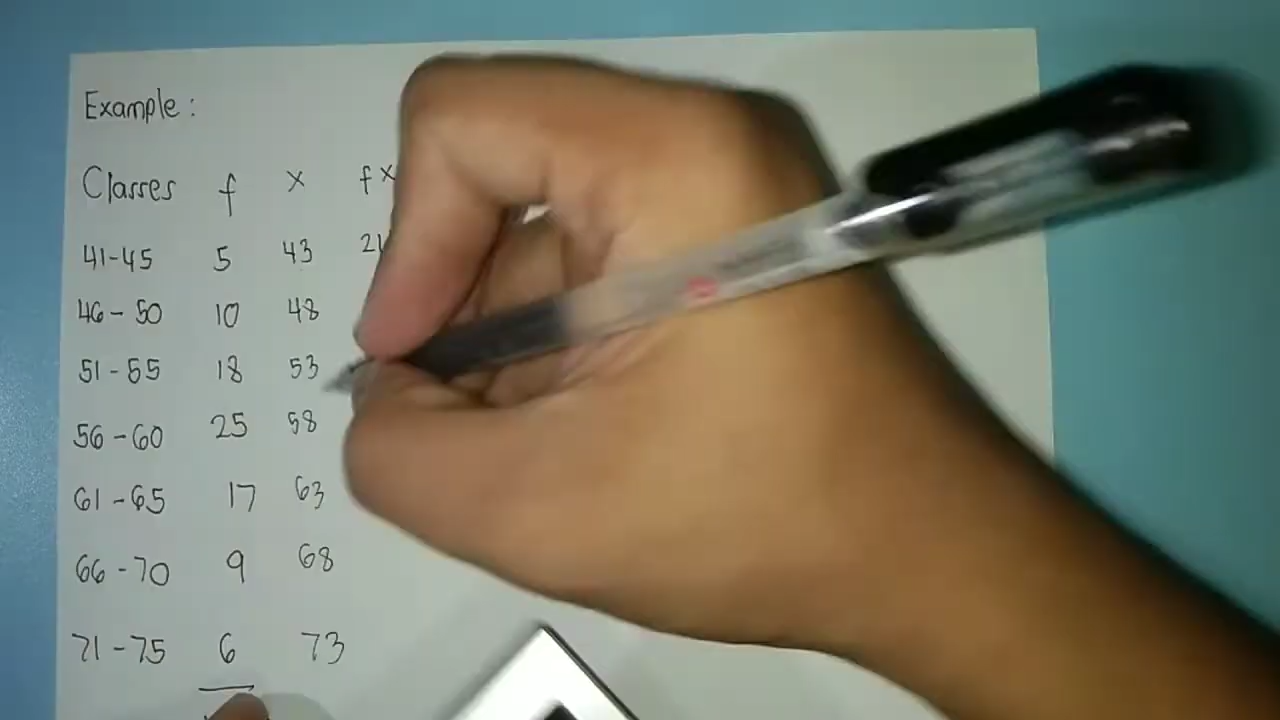 Example :
Classes f x fx
41-45 5 43 21
46-50 10 48
51-55 18 53
56-60 25 58
61-65 17 63
66-70 9 68
71-75 6 73